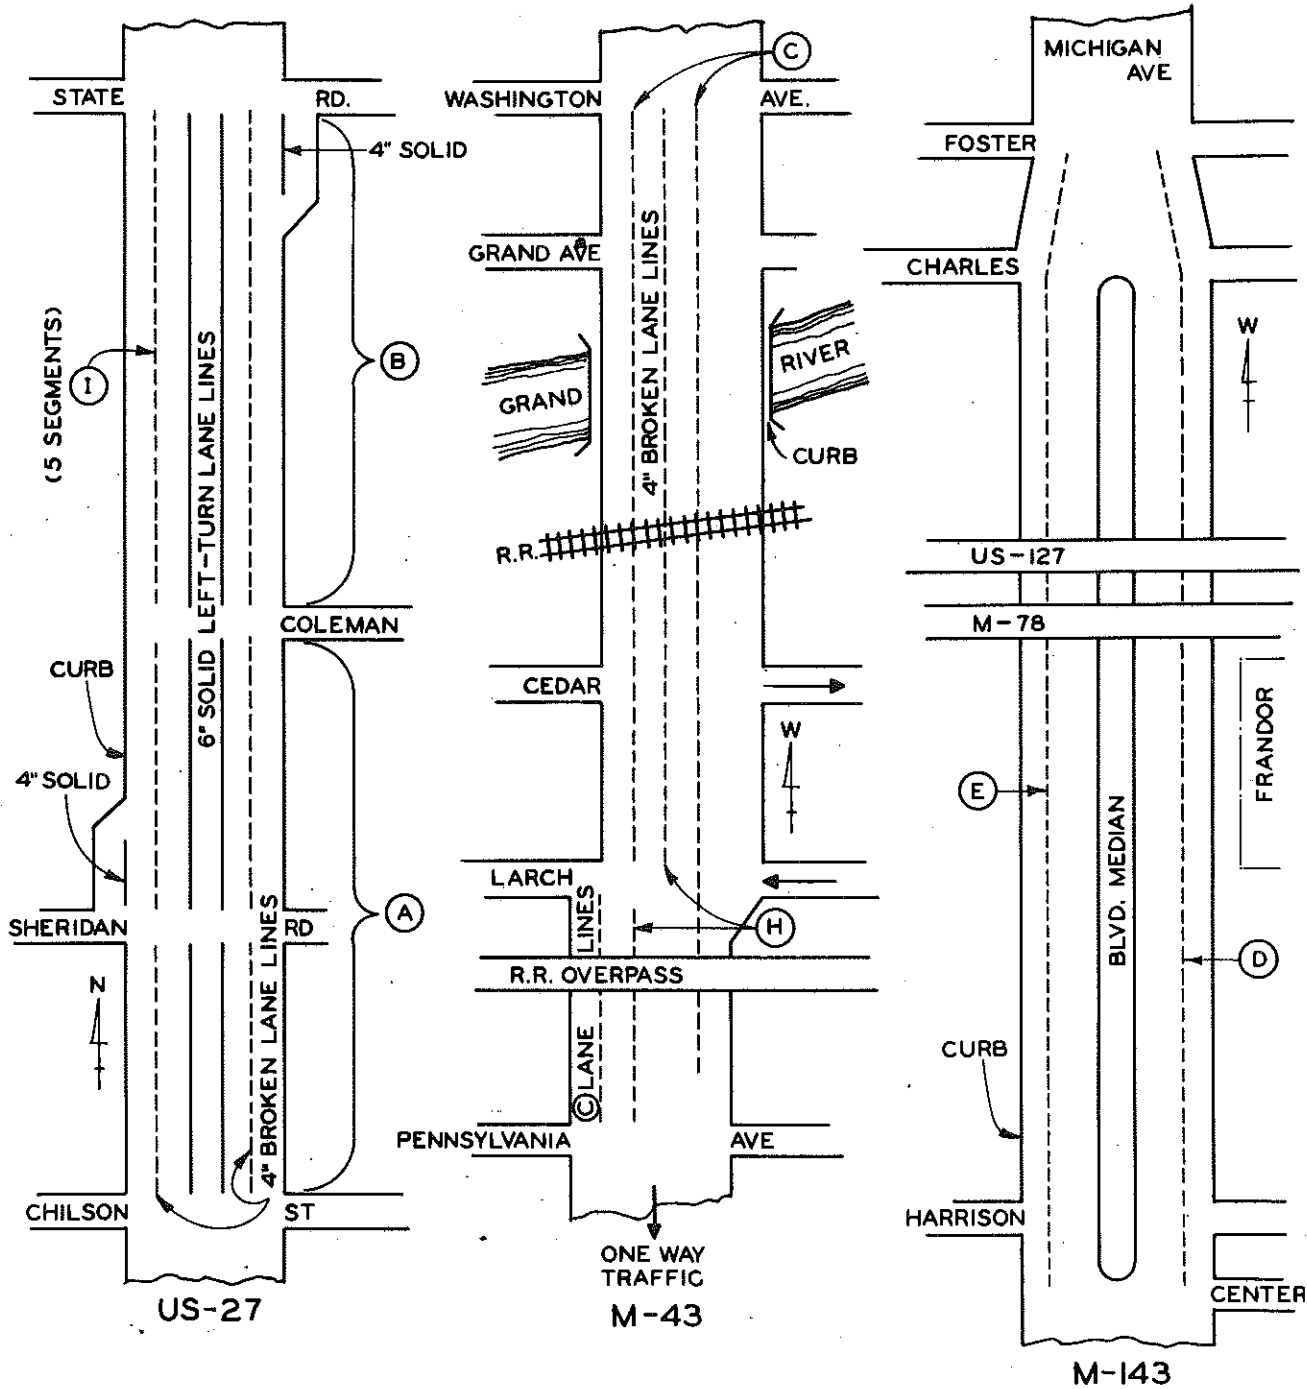 STATE RD.
4" SOLID
(5 SEGMENTS)
I
B
6" SOLID LEFT-TURN LANE LINES
COLEMAN
CURB
4" SOLID
A
SHERIDAN RD
4" BROKEN LANE LINES
N
CHILSON ST
US-27
C
WASHINGTON AVE.
GRAND AVE
4" BROKEN LANE LINES
GRAND RIVER
CURB
R.R.
CEDAR
W
LARCH
H
R.R. OVERPASS
C LANE LINES
PENNSYLVANIA AVE
ONE WAY
TRAFFIC
M-43
MICHIGAN
AVE
FOSTER
CHARLES
W
US-127
M-78
E
FRANDOR
BLVD. MEDIAN
D
CURB
HARRISON
CENTER
M-143